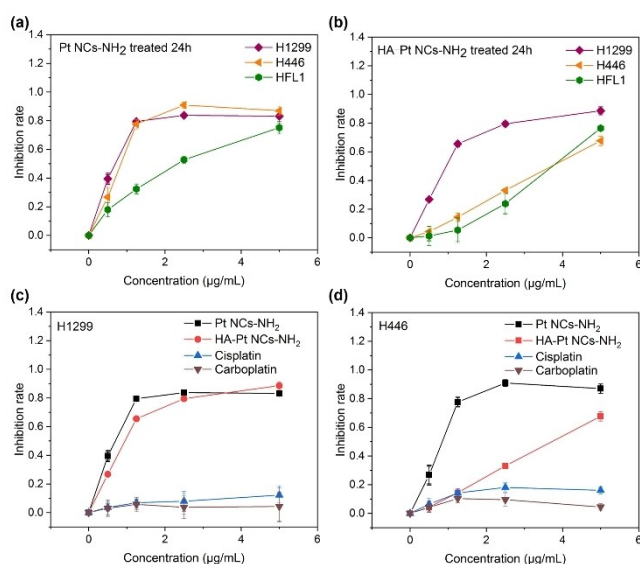 (a)
Pt NCs-NH₂ treated 24h
H1299
H446
HFL1
1.4
1.2
1.0
0.8
0.6
0.4
0.2
0.0
0 2 4 6
Inhibition rate
Concentration (µg/mL)
(b)
HA Pt NCs-NH₂ treated 24h
H1299
H446
HFL1
1.4
1.2
1.0
0.8
0.6
0.4
0.2
0.0
0 2 4 6
Inhibition rate
Concentration (µg/mL)
(c)
H1299
Pt NCs-NH₂
HA-Pt NCs-NH₂
Cisplatin
Carboplatin
1.4
1.2
1.0
0.8
0.6
0.4
0.2
0.0
0 2 4 6
Inhibition rate
Concentration (µg/mL)
(d)
H446
Pt NCs-NH₂
HA-Pt NCs-NH₂
Cisplatin
Carboplatin
1.4
1.2
1.0
0.8
0.6
0.4
0.2
0.0
0 2 4 6
Inhibition rate
Concentration (µg/mL)